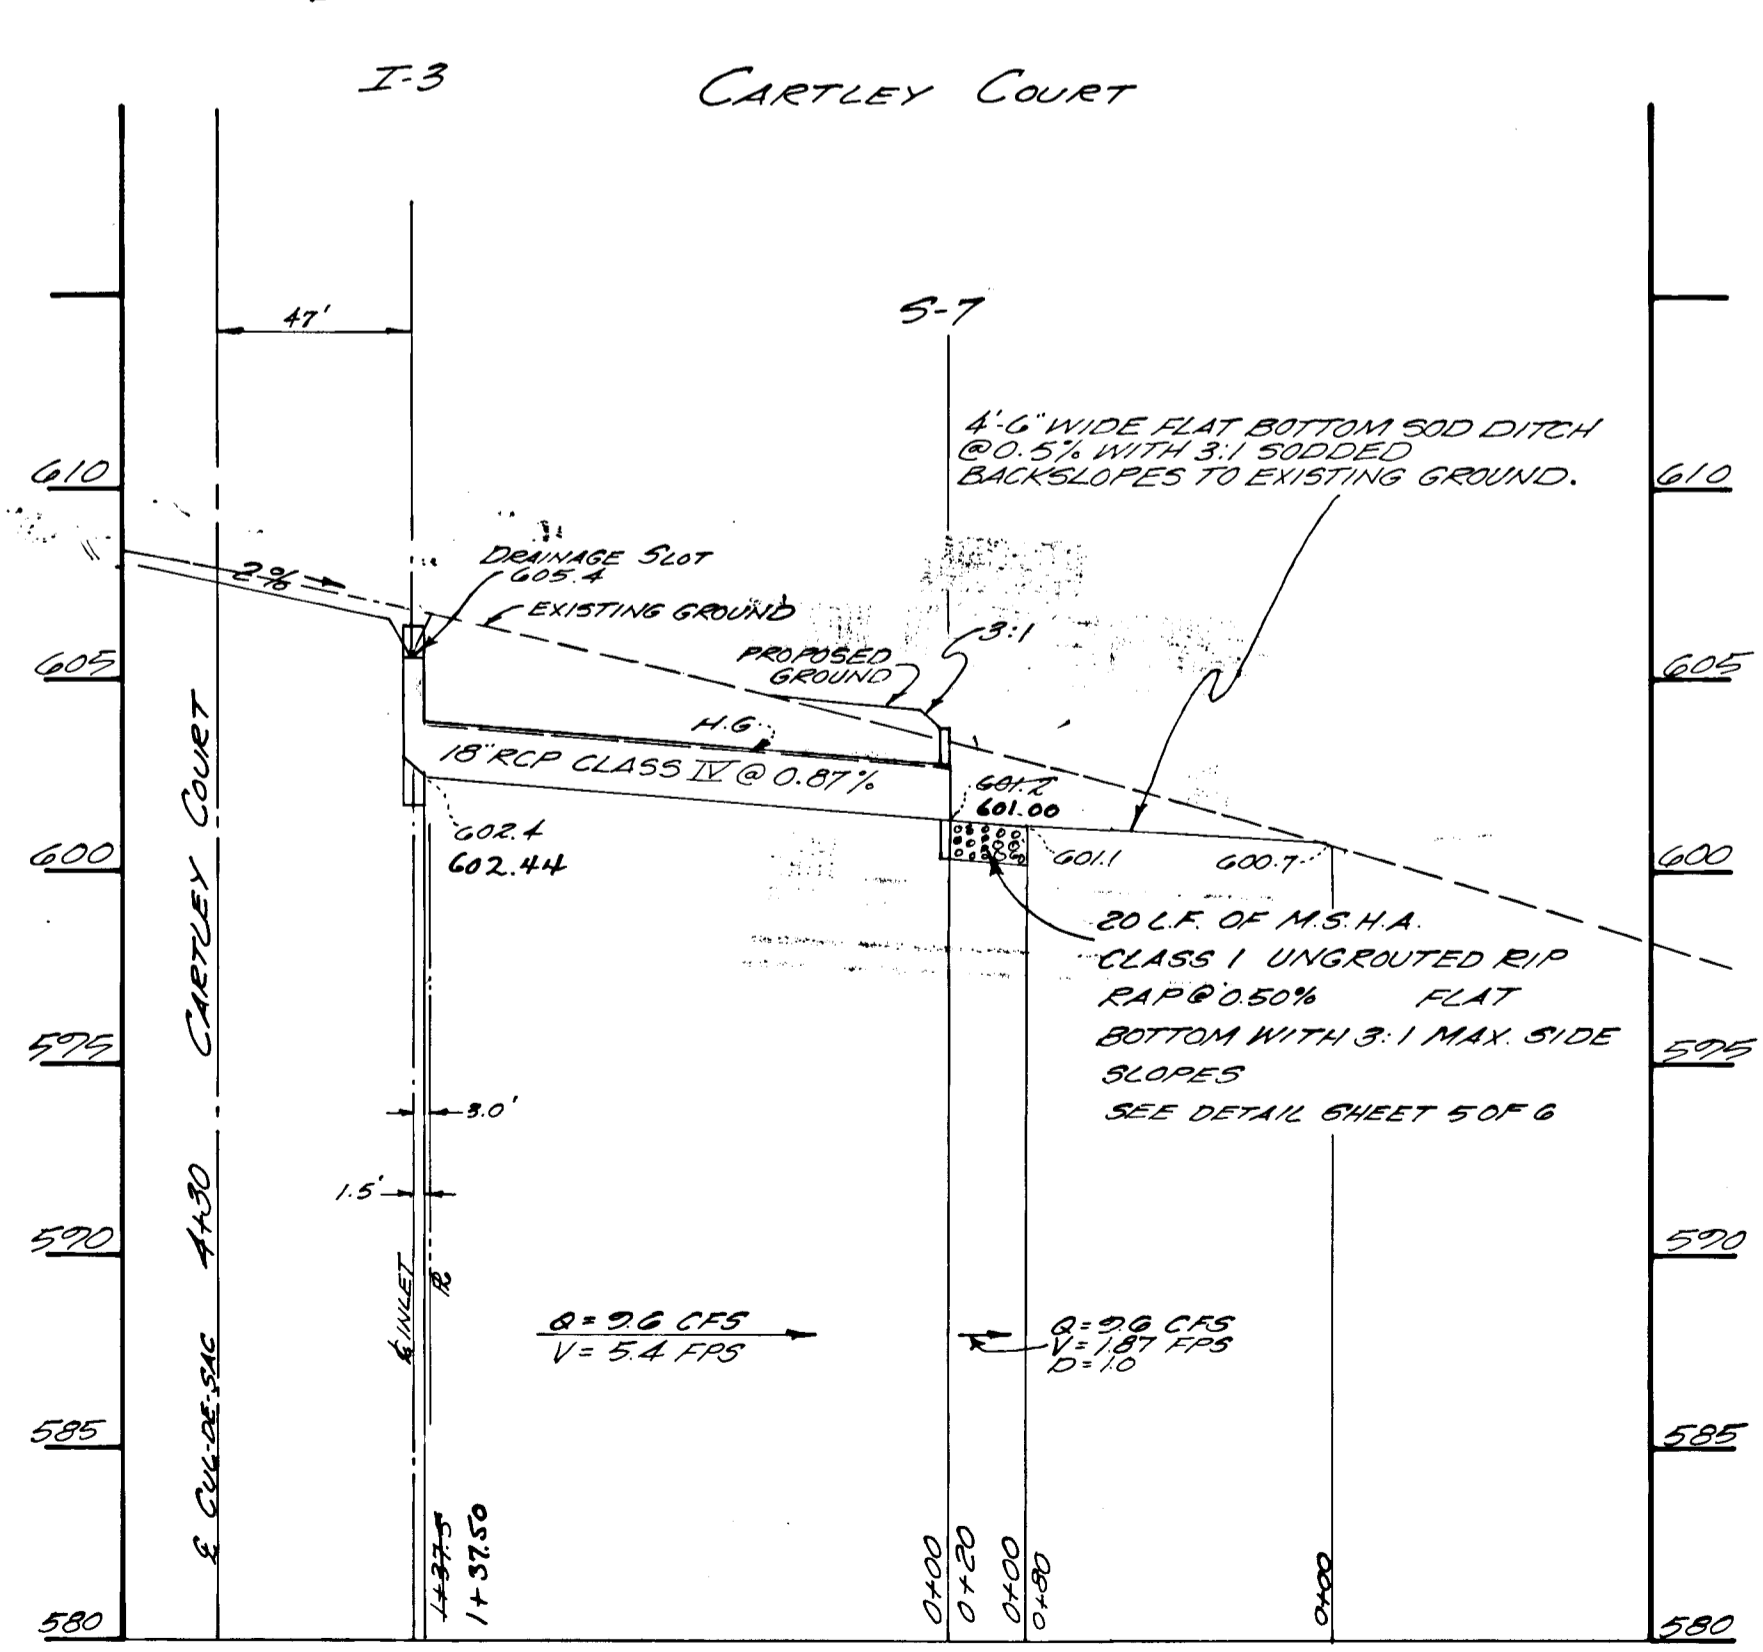 I-3
CARTLEY COURT
47'
S-7
4'-6" WIDE FLAT BOTTOM SOD DITCH
@0.5% WITH 3:1 SODDED
BACKSLOPES TO EXISTING GROUND.
610
610
DRAINAGE SLOT
605.4
2%
EXISTING GROUND
3:1
PROPOSED
GROUND
605
605
H.G.
18" RCP CLASS IV @ 0.87%
601.2
601.00
602.4
602.44
600
601.1
600.7
600
20 L.F. OF M.S.H.A.
CLASS 1 UNGROUTED RIP
RAP @ 0.50% FLAT
BOTTOM WITH 3:1 MAX. SIDE
SLOPES
SEE DETAIL SHEET 5 OF 6
595
595
3.0'
1.5'
590
590
℄ CUL-DE-SAC 4+30 CARTLEY COURT
℄ INLET
Q = 9.6 CFS
V = 5.4 FPS
Q = 9.6 CFS
V = 1.87 FPS
D = 1.0
585
585
1+37.5
1+37.50
0+00
0+20
0+00
0+80
0+00
580
580